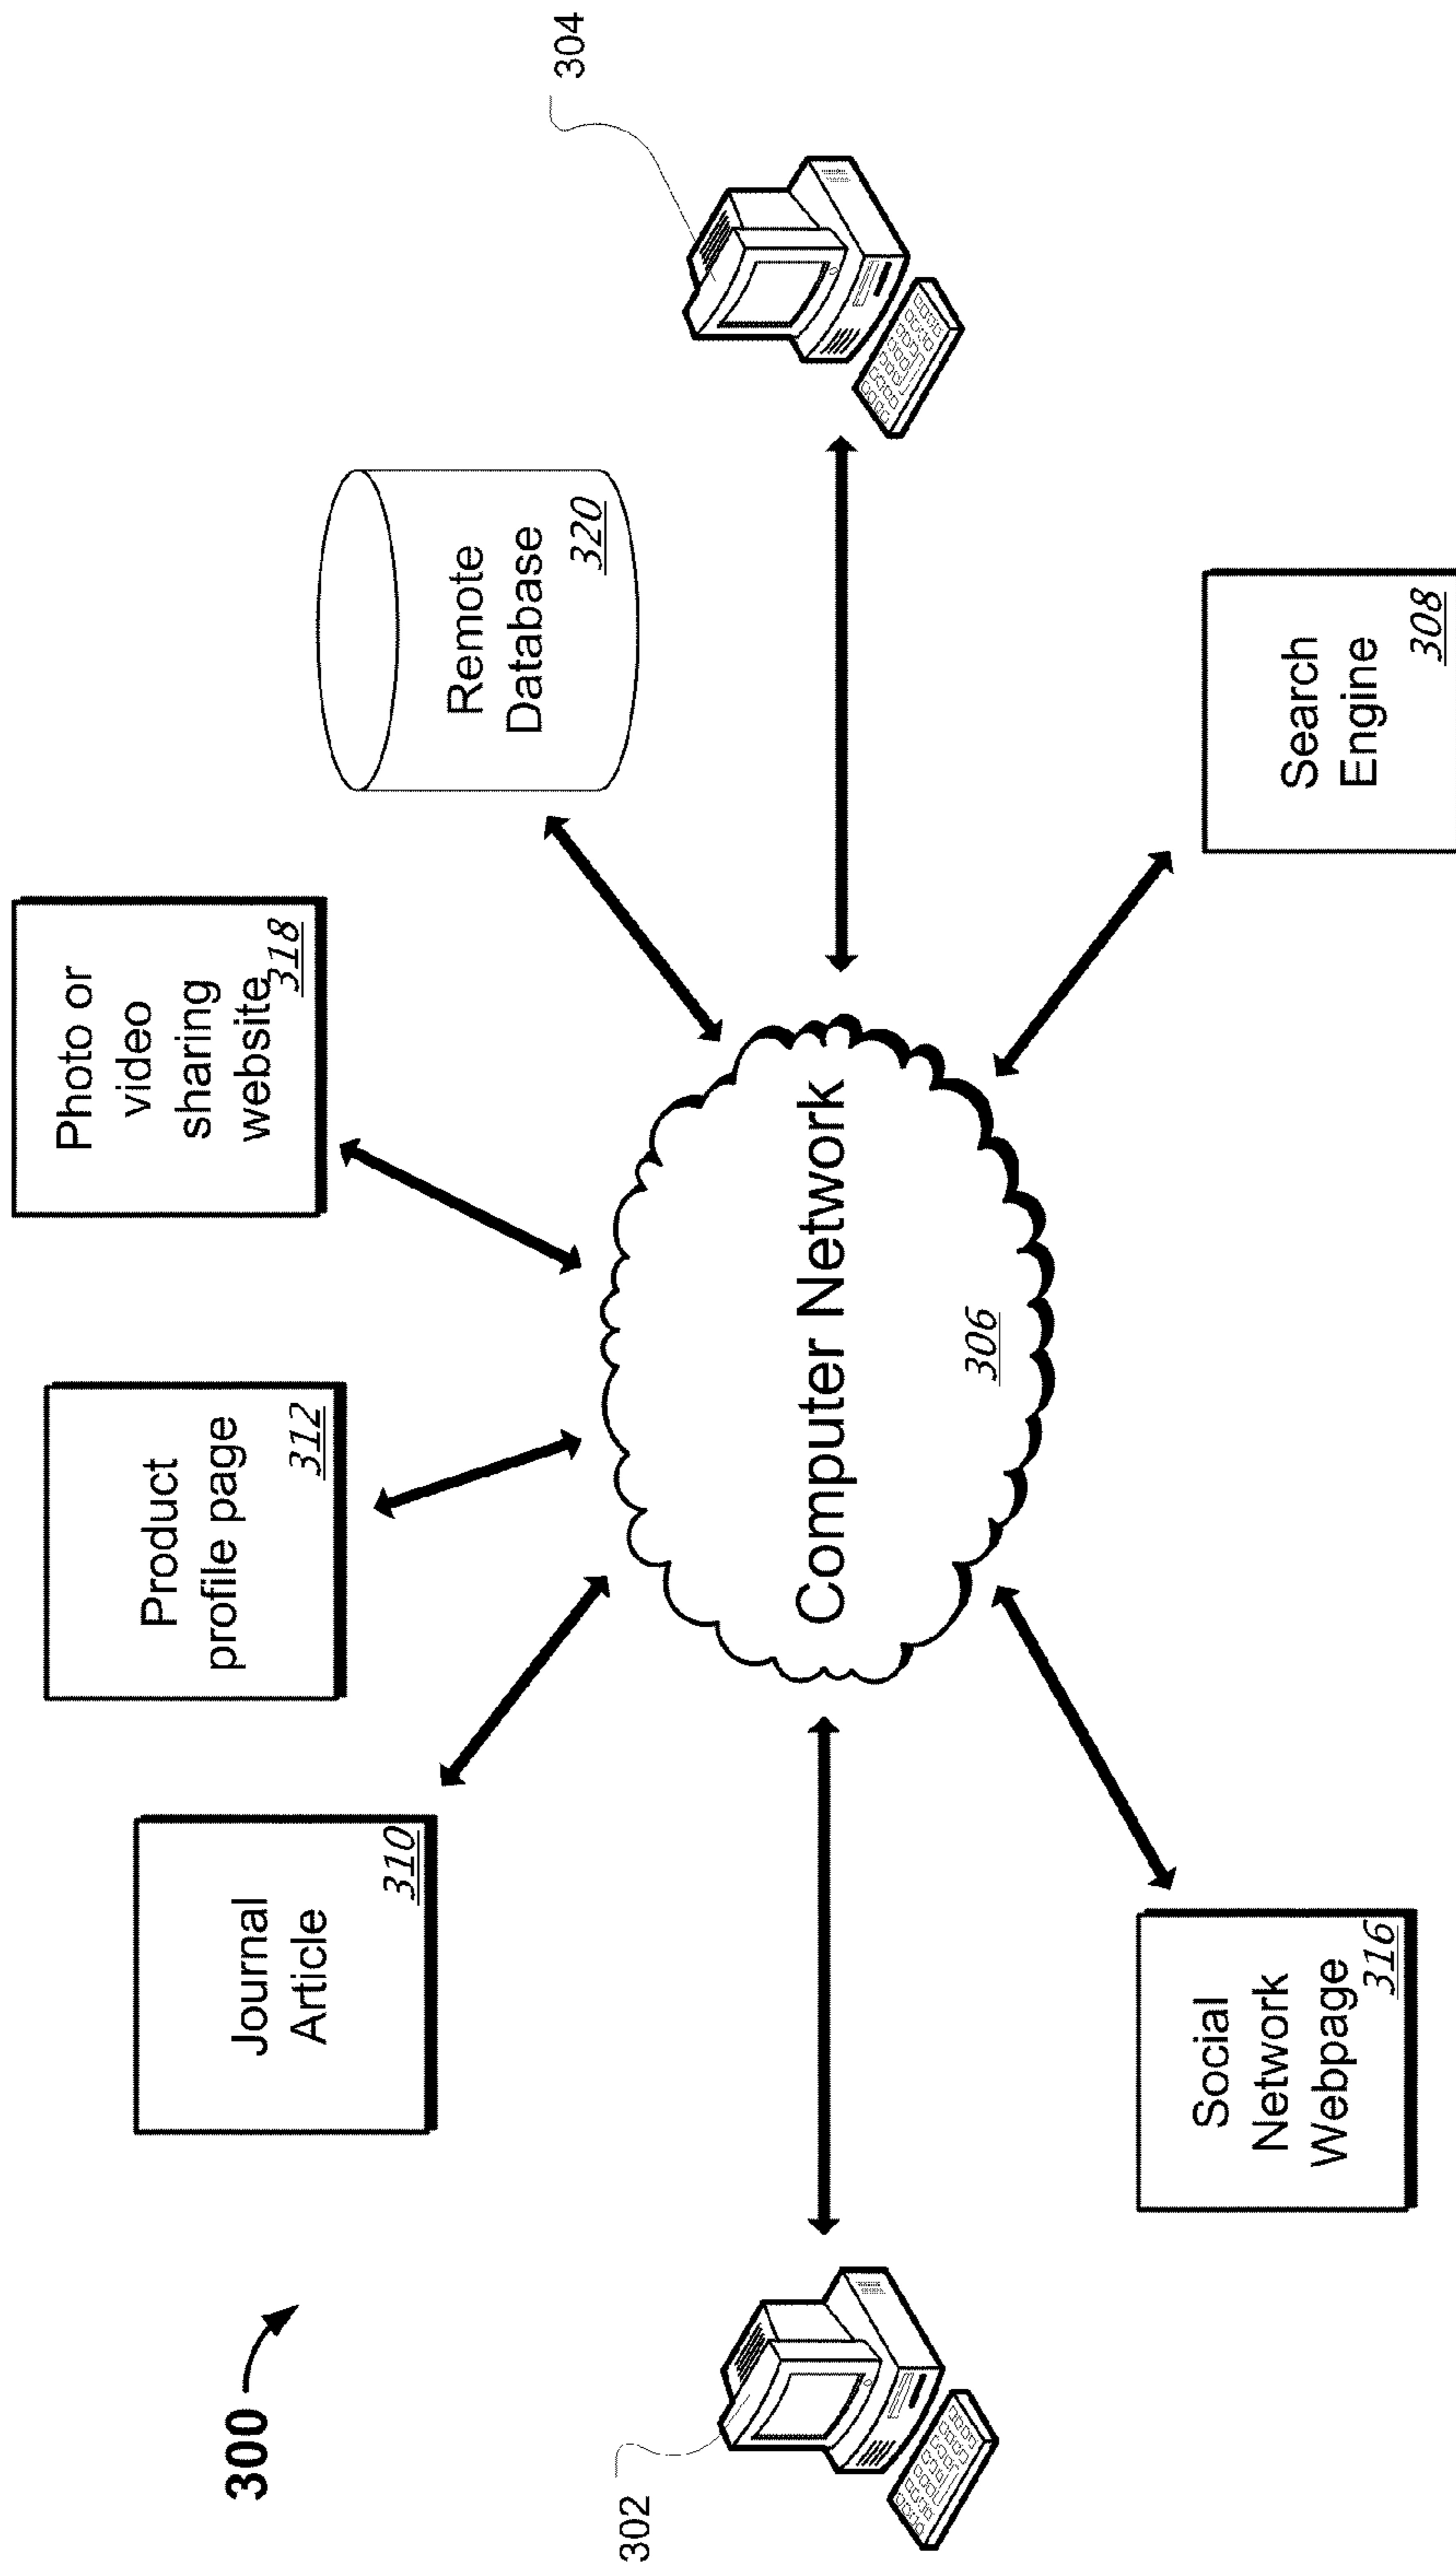 300
Journal
Article
310
Product
profile page
312
Photo or
video
sharing
website
318
Remote
Database
320
302
304
Computer Network
306
Social
Network
Webpage
316
Search
Engine
308